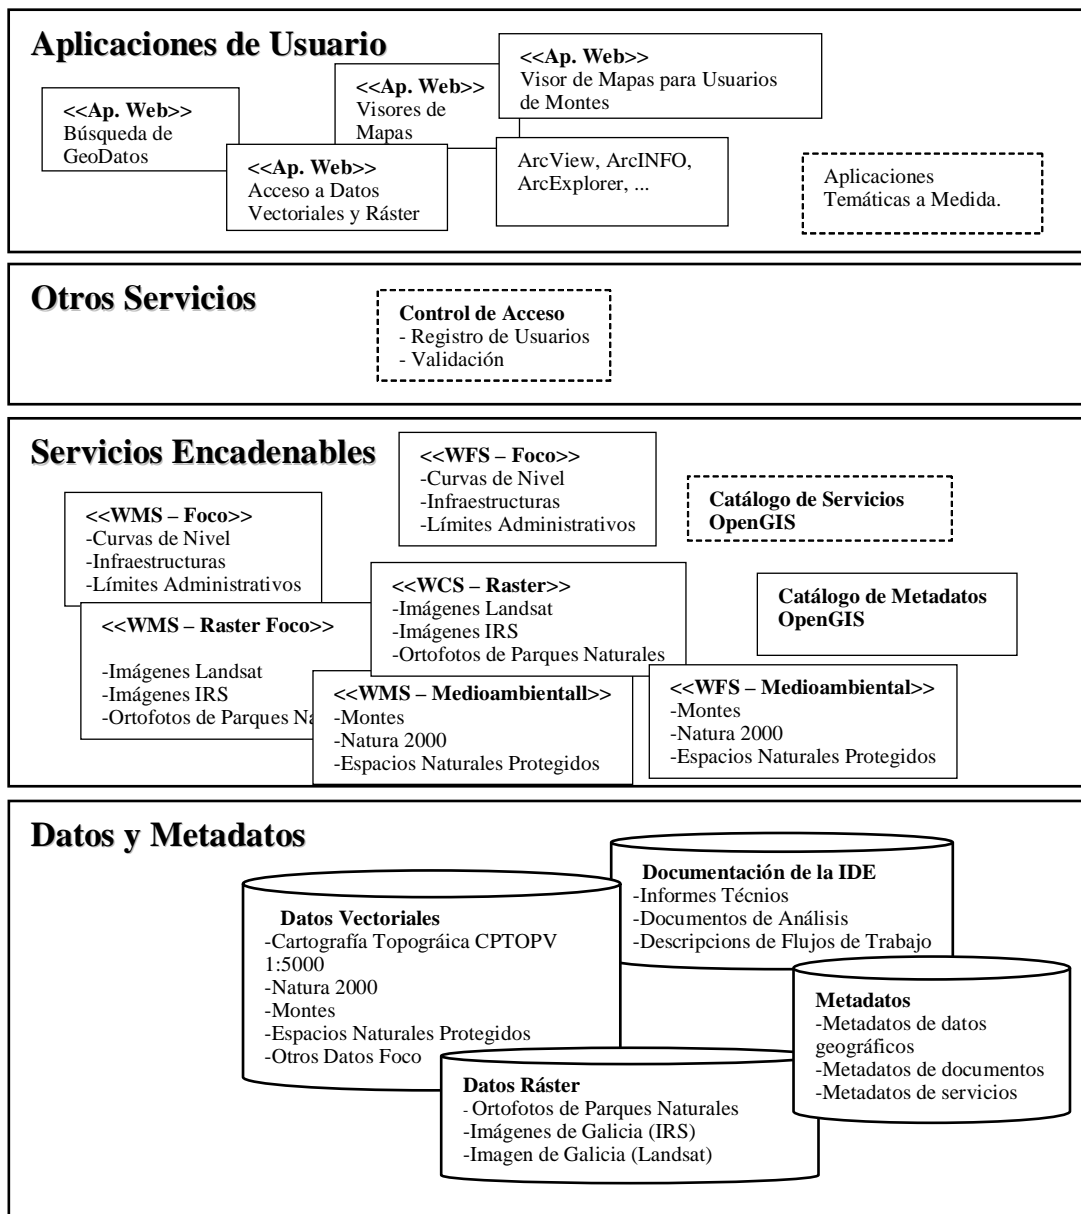 Aplicaciones de Usuario
<<Ap. Web>>
Búsqueda de
GeoDatos
<<Ap. Web>>
Acceso a Datos
Vectoriales y Ráster
<<Ap. Web>>
Visores de
Mapas
<<Ap. Web>>
Visor de Mapas para Usuarios
de Montes
ArcView, ArcINFO,
ArcExplorer, ...
Aplicaciones
Temáticas a Medida.
Otros Servicios
Control de Acceso
- Registro de Usuarios
- Validación
Servicios Encadenables
<<WFS – Foco>>
-Curvas de Nivel
-Infraestructuras
-Límites Administrativos
Catálogo de Servicios
OpenGIS
<<WMS – Foco>>
-Curvas de Nivel
-Infraestructuras
-Límites Administrativos
<<WCS – Raster>>
-Imágenes Landsat
-Imágenes IRS
-Ortofotos de Parques Naturales
Catálogo de Metadatos
OpenGIS
<<WMS – Raster Foco>>
-Imágenes Landsat
-Imágenes IRS
-Ortofotos de Parques Na
<<WMS – Medioambientall>>
-Montes
-Natura 2000
-Espacios Naturales Protegidos
<<WFS – Medioambiental>>
-Montes
-Natura 2000
-Espacios Naturales Protegidos
Datos y Metadatos
Documentación de la IDE
-Informes Técnios
-Documentos de Análisis
-Descripcions de Flujos de Trabajo
Datos Vectoriales
-Cartografía Topográica CPTOPV
1:5000
-Natura 2000
-Montes
-Espacios Naturales Protegidos
-Otros Datos Foco
Metadatos
-Metadatos de datos
geográficos
-Metadatos de documentos
-Metadatos de servicios
Datos Ráster
- Ortofotos de Parques Naturales
-Imágenes de Galicia (IRS)
-Imagen de Galicia (Landsat)